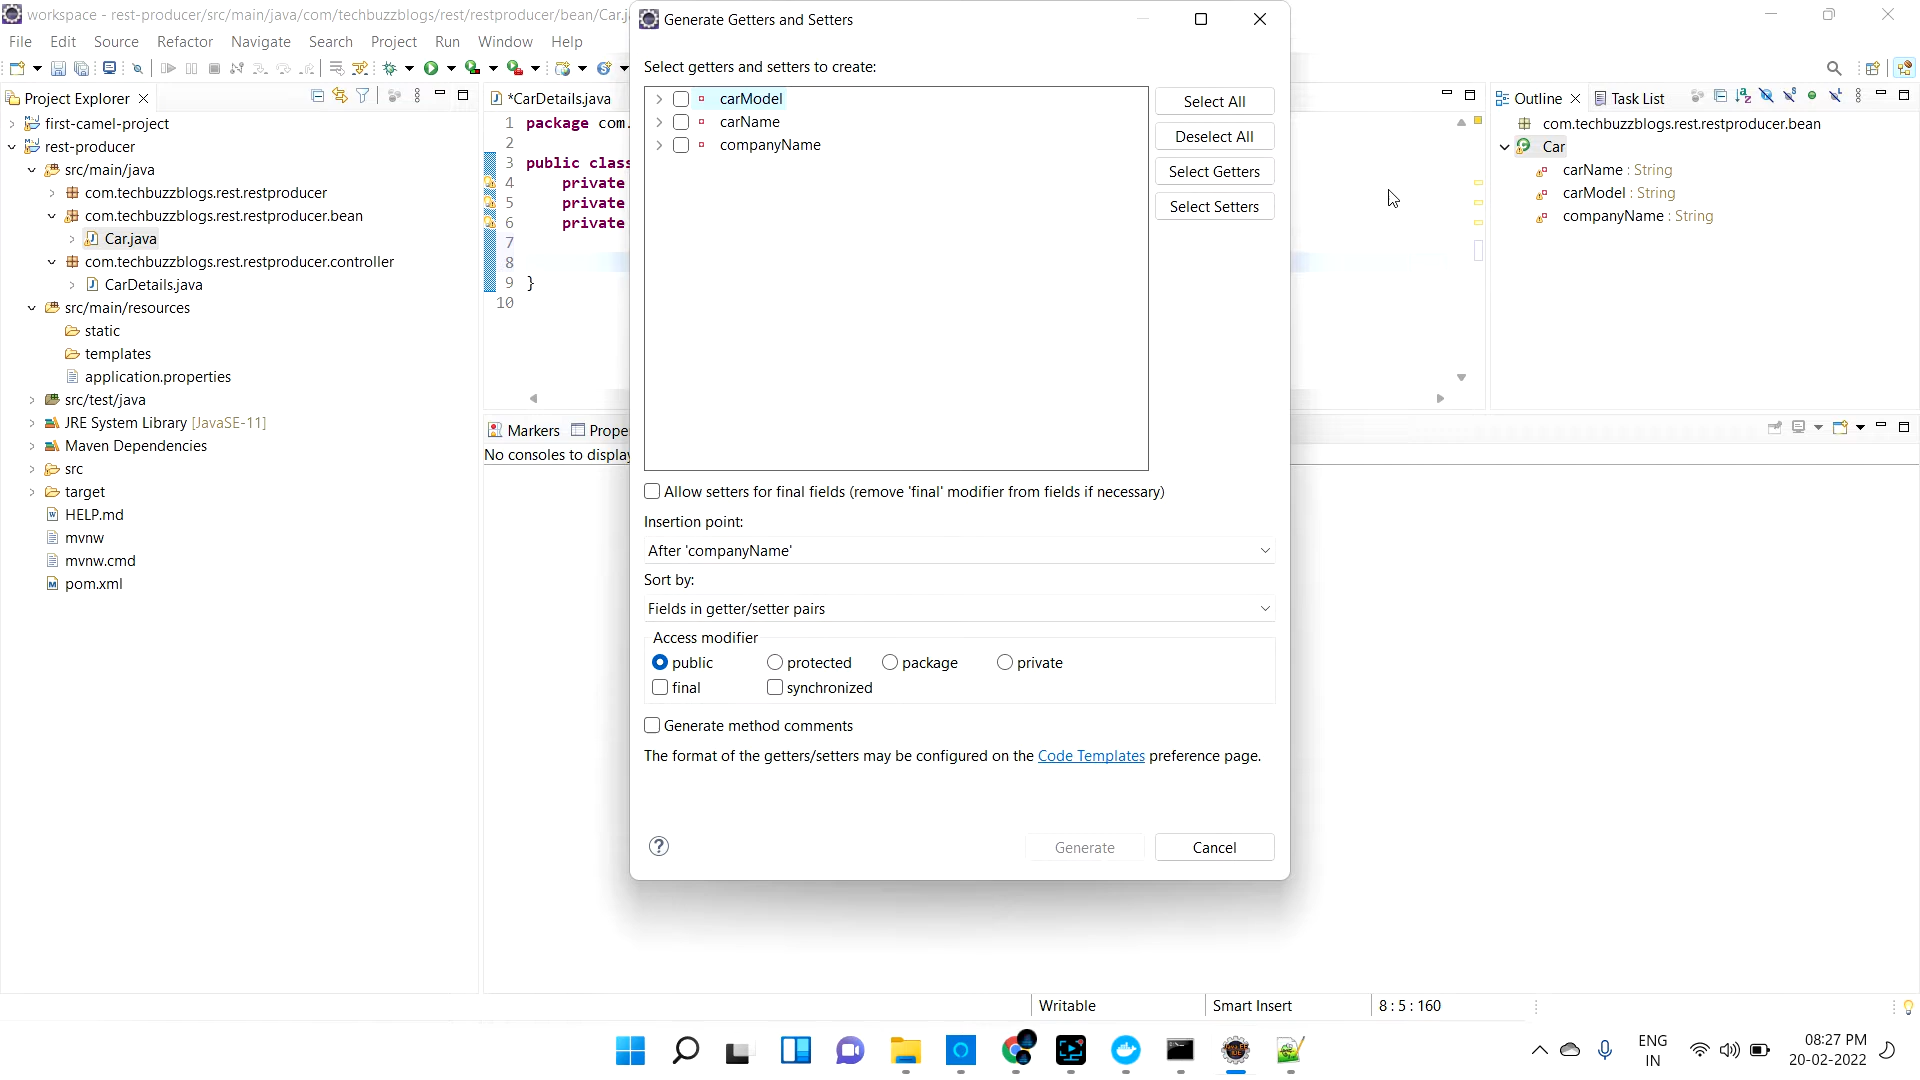 workspace - rest-producer/src/main/java/com/techbuzzblogs/rest/restproducer/bean/Car.j
File Edit Source Refactor Navigate Search Project Run Window Help
Project Explorer
first-camel-project
rest-producer
src/main/java
com.techbuzzblogs.rest.restproducer
com.techbuzzblogs.rest.restproducer.bean
Car.java
com.techbuzzblogs.rest.restproducer.controller
CarDetails.java
src/main/resources
static
templates
application.properties
src/test/java
JRE System Library [JavaSE-11]
Maven Dependencies
src
target
HELP.md
mvnw
mvnw.cmd
pom.xml
*CarDetails.java
1 package com.
2
3 public class
4 private
5 private
6 private
7
8
9 }
10
Markers Prope
No consoles to display
Generate Getters and Setters
Select getters and setters to create:
carModel
carName
companyName
Select All
Deselect All
Select Getters
Select Setters
Allow setters for final fields (remove 'final' modifier from fields if necessary)
Insertion point:
After 'companyName'
Sort by:
Fields in getter/setter pairs
Access modifier
public protected package private
final synchronized
Generate method comments
The format of the getters/setters may be configured on the Code Templates preference page.
Generate Cancel
Outline Task List
com.techbuzzblogs.rest.restproducer.bean
Car
carName : String
carModel : String
companyName : String
Writable Smart Insert 8 : 5 : 160
ENG
IN
08:27 PM
20-02-2022